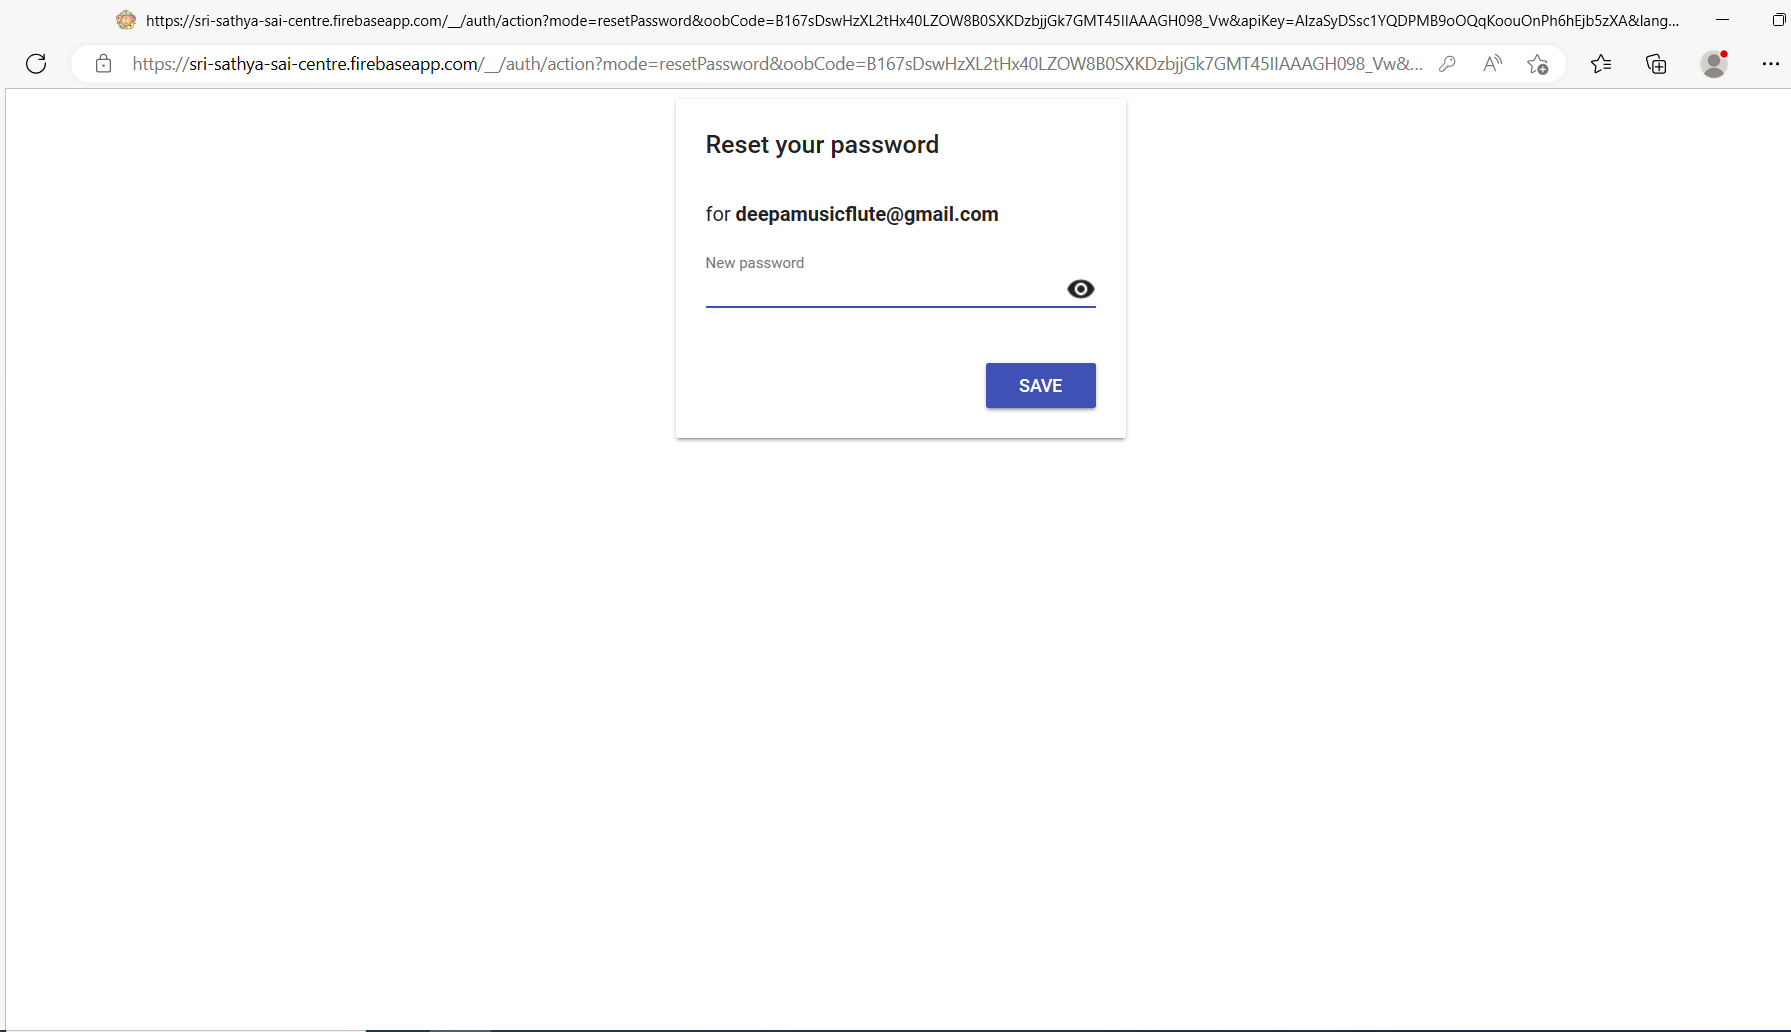 https://sri-sathya-sai-centre.firebaseapp.com/__/auth/action?mode=resetPassword&oobCode=B167sDswHzXL2tHx40LZOW8B0SXKDzbjjGk7GMT45IIAAAGH098_Vw&apiKey=AIzaSyDSsc1YQDPMB9oOQqKoouOnPh6hEjb5zXA&lang...
https://sri-sathya-sai-centre.firebaseapp.com/__/auth/action?mode=resetPassword&oobCode=B167sDswHzXL2tHx40LZOW8B0SXKDzbjjGk7GMT45IIAAAGH098_Vw&...
Reset your password
for deepamusicflute@gmail.com
New password
SAVE